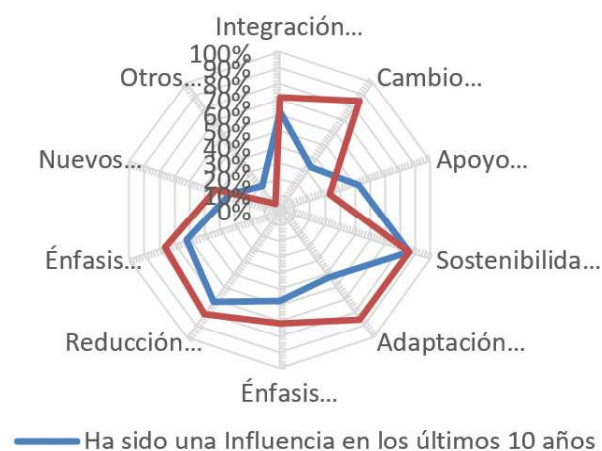 Integración...
100%
90%
80%
70%
60%
50%
40%
30%
20%
10%
0%
Cambio...
Apoyo...
Sostenibilida...
Adaptación...
Énfasis...
Reducción...
Énfasis...
Nuevos...
Otros...
Ha sido una Influencia en los últimos 10 años